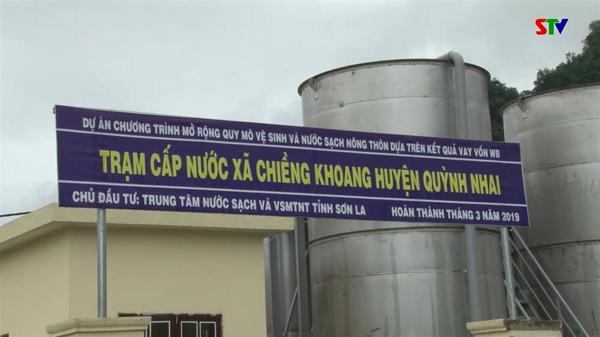 STV
DỰ ÁN CHƯƠNG TRÌNH MỞ RỘNG QUY MÔ VỆ SINH VÀ NƯỚC SẠCH NÔNG THÔN DỰA TRÊN KẾT QUẢ VAY VỐN WB
TRẠM CẤP NƯỚC XÃ CHIỀNG KHOANG HUYỆN QUỲNH NHAI
CHỦ ĐẦU TƯ: TRUNG TÂM NƯỚC SẠCH VÀ VSMTNT TỈNH SƠN LA HOÀN THÀNH THÁNG 3 NĂM 2019